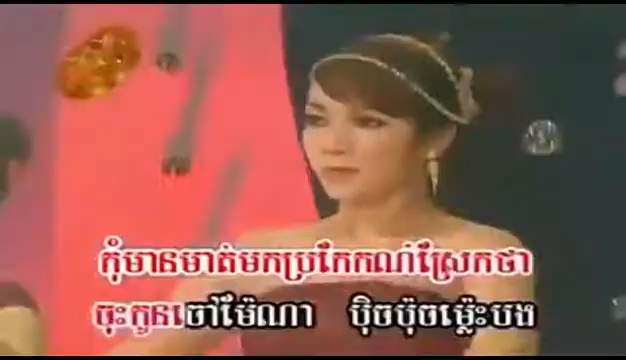 កុំមានមាត់មកប្រកែកណ៎ស្រែកថា
ចុះកូនចៅម៉ែណា ប៉ិចប៉ុចម្ល៉េះបង